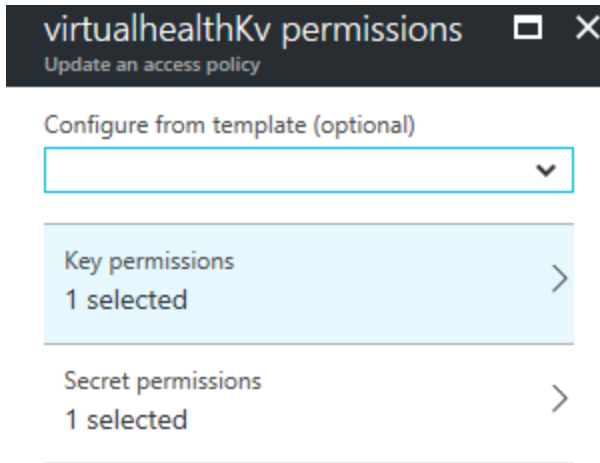 virtualhealthKv permissions
Update an access policy
Configure from template (optional)
Key permissions
1 selected
Secret permissions
1 selected